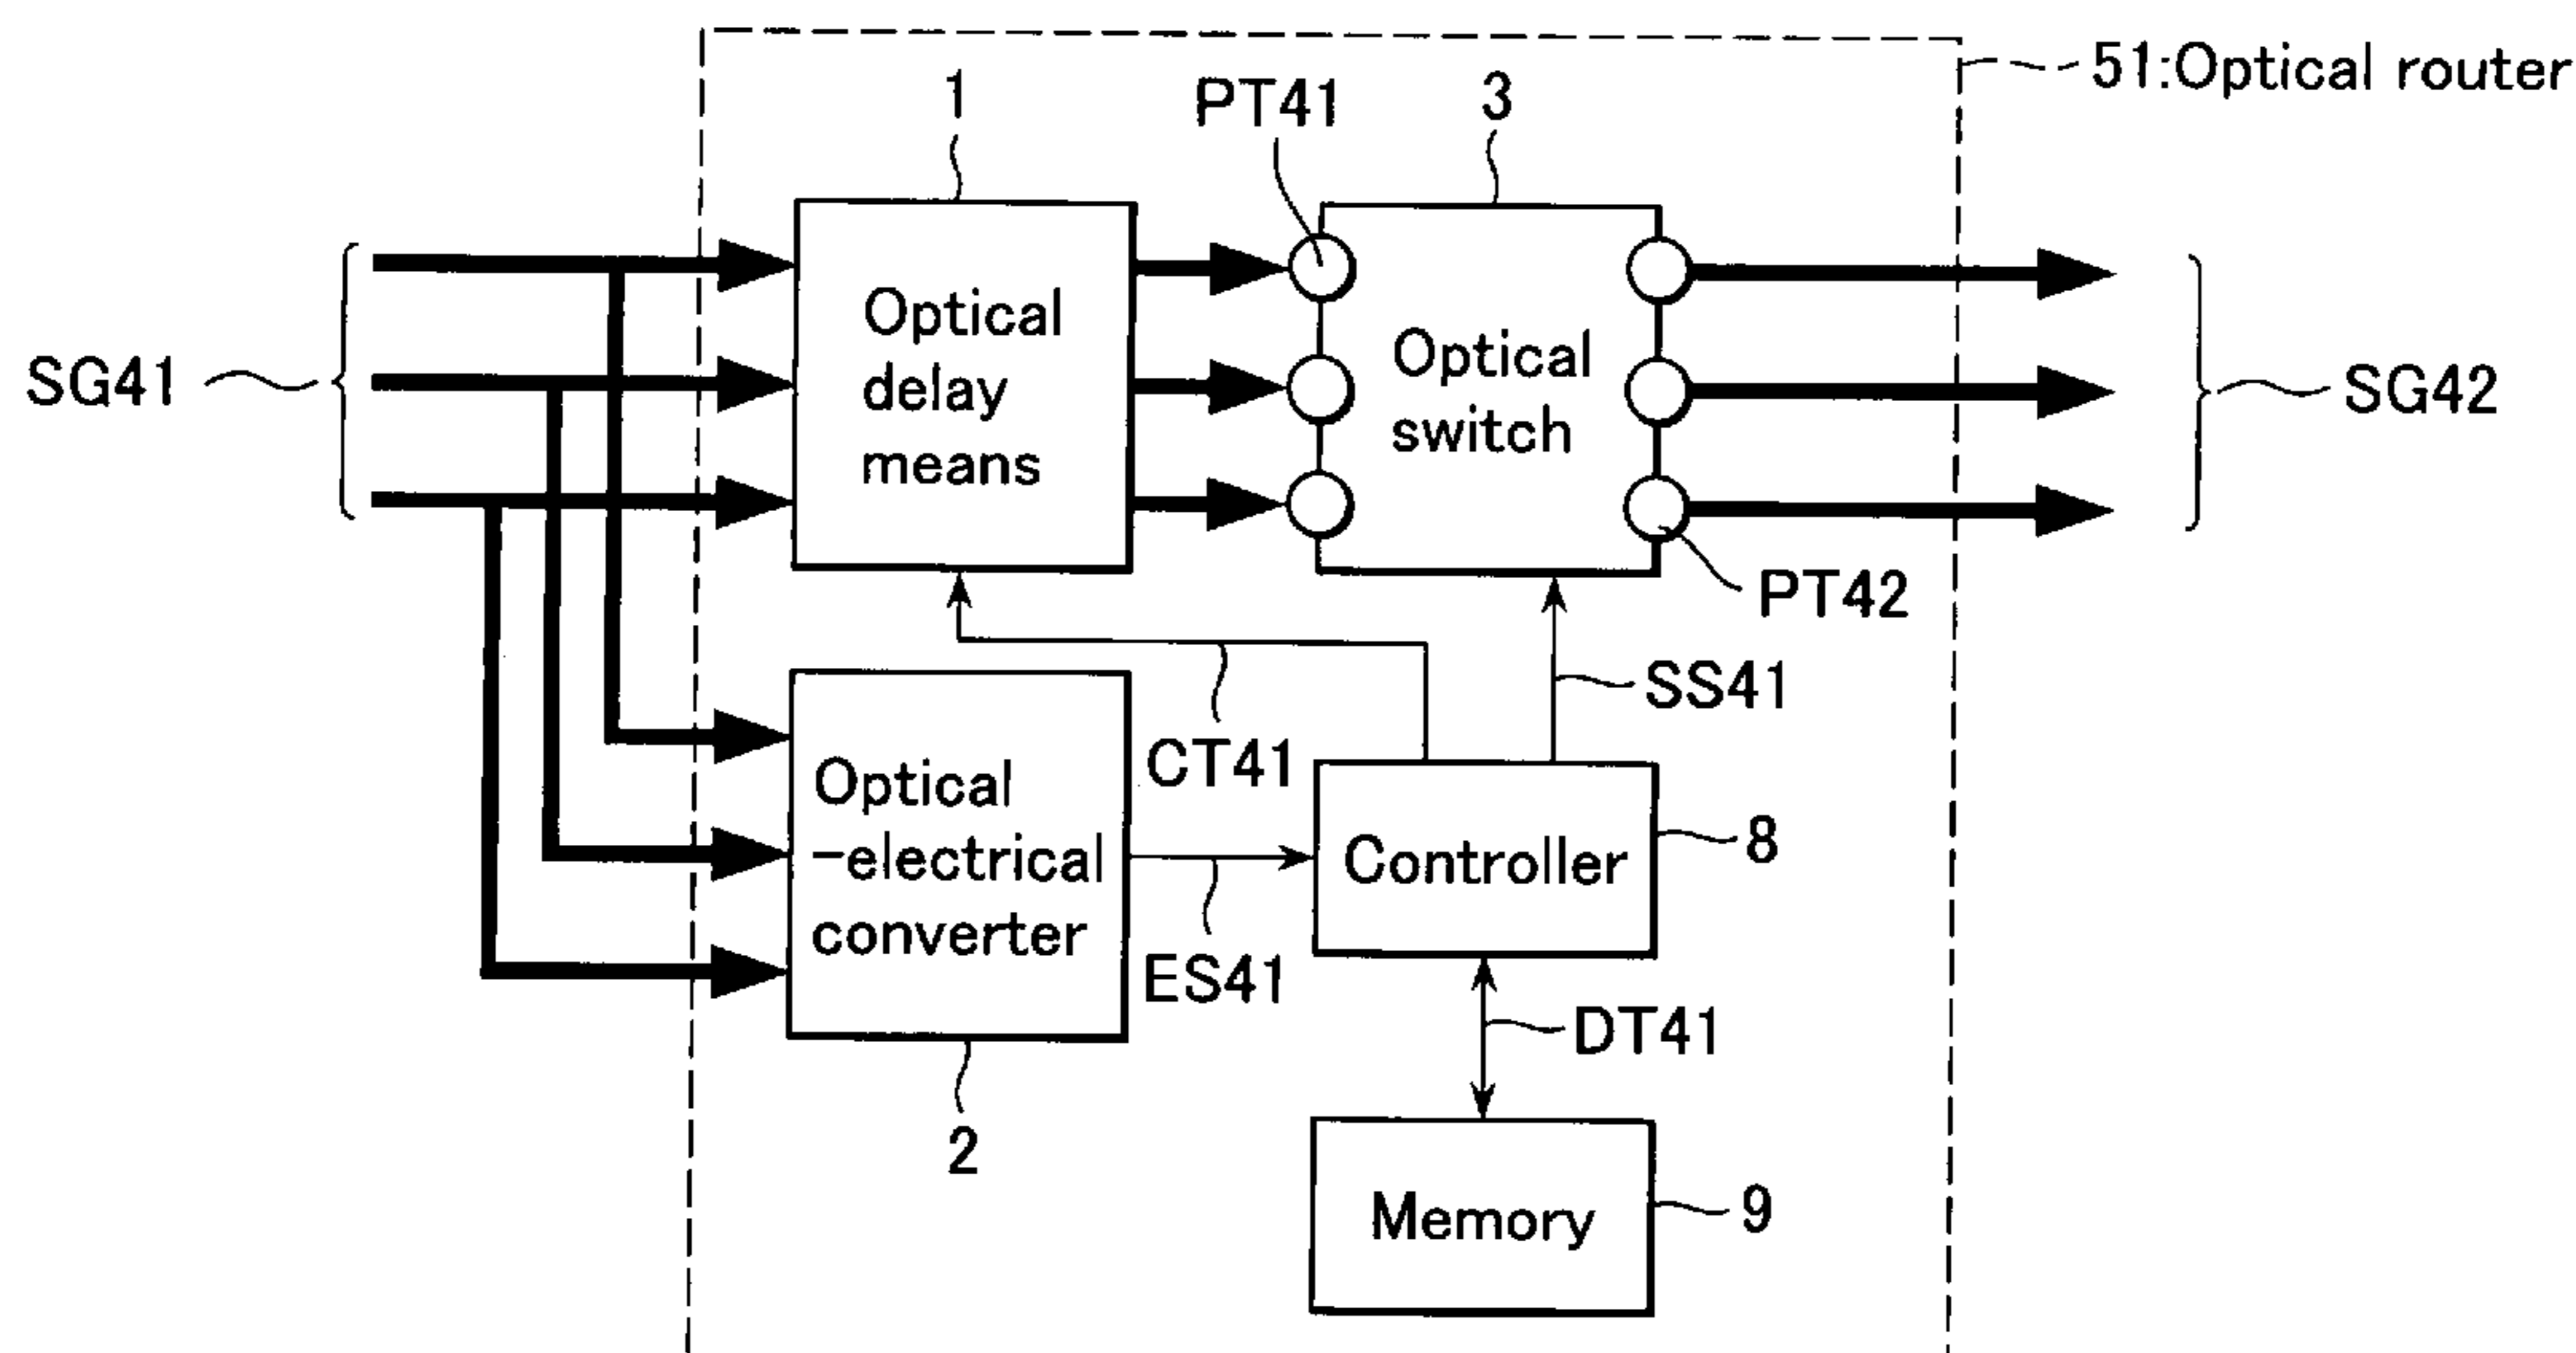 51:Optical router
1
PT41
3
Optical
delay
means
Optical
switch
SG41
SG42
PT42
SS41
CT41
Optical
-electrical
converter
Controller
8
ES41
DT41
2
Memory
9